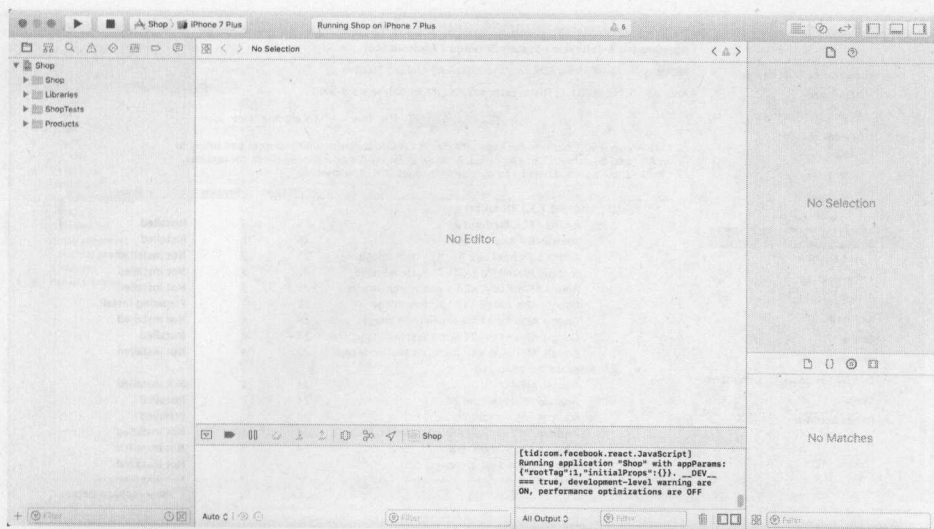 Shop
iPhone 7 Plus
Running Shop on iPhone 7 Plus
5
No Selection
Shop
Shop
Libraries
ShopTests
Products
No Editor
No Selection
No Matches
Shop
[tid:com.facebook.react.JavaScript]
Running application "Shop" with appParams:
{"rootTag":1,"initialProps":{}}. __DEV__
=== true, development-level warning are
ON, performance optimizations are OFF
Filter
Auto
Filter
All Output
Filter
Filter